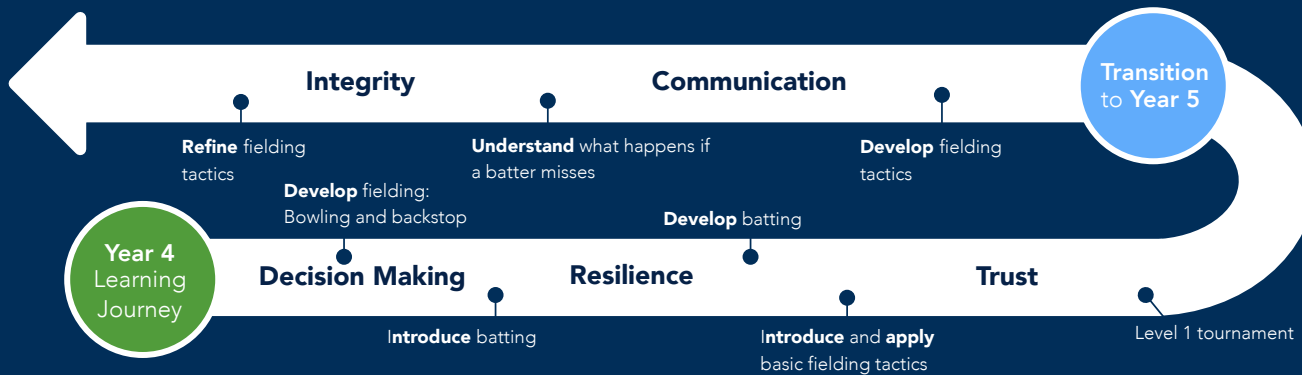 Integrity
Communication
Transition
to Year 5
Refine fielding
tactics
Understand what happens if
a batter misses
Develop fielding
tactics
Develop fielding:
Bowling and backstop
Develop batting
Year 4
Learning
Journey
Decision Making
Resilience
Trust
Introduce batting
Introduce and apply
basic fielding tactics
Level 1 tournament